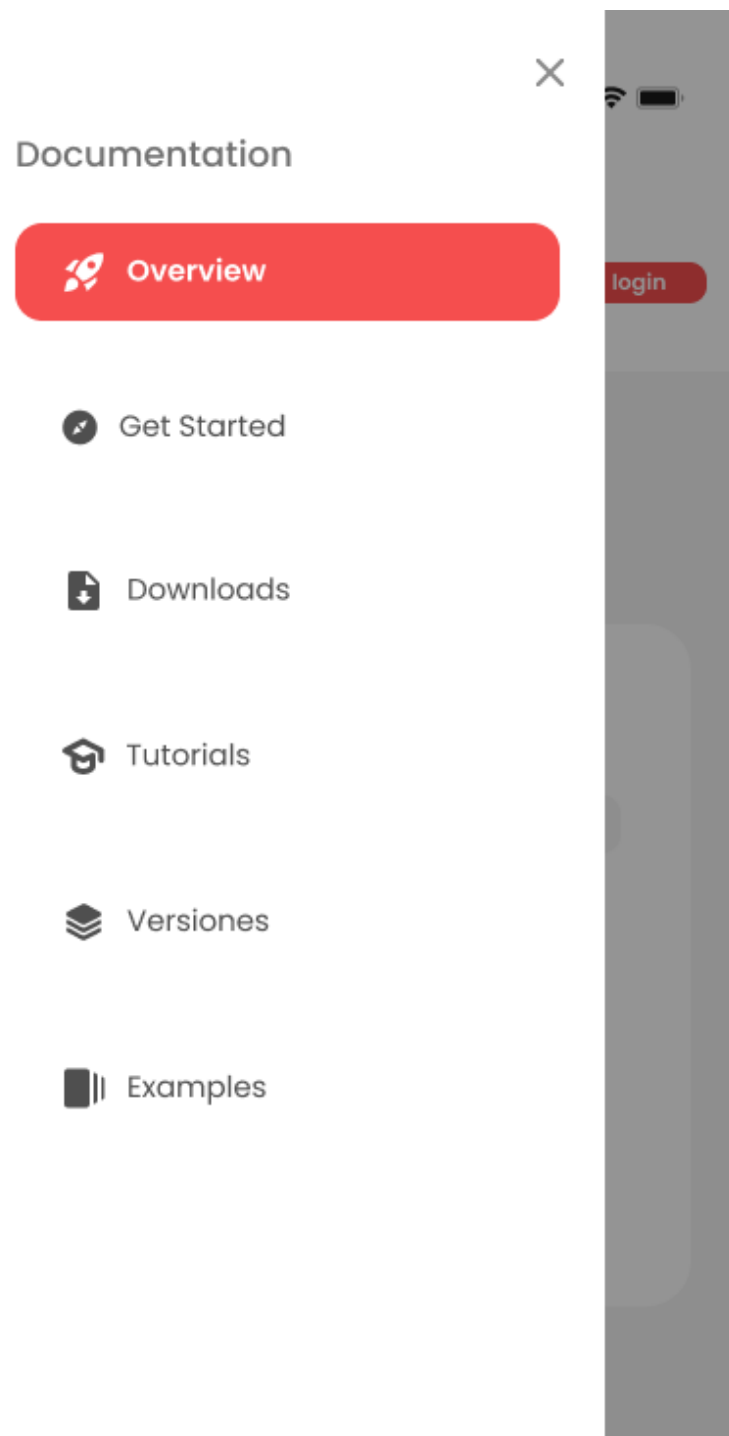 Documentation
Overview
login
Get Started
Downloads
Tutorials
Versiones
Examples